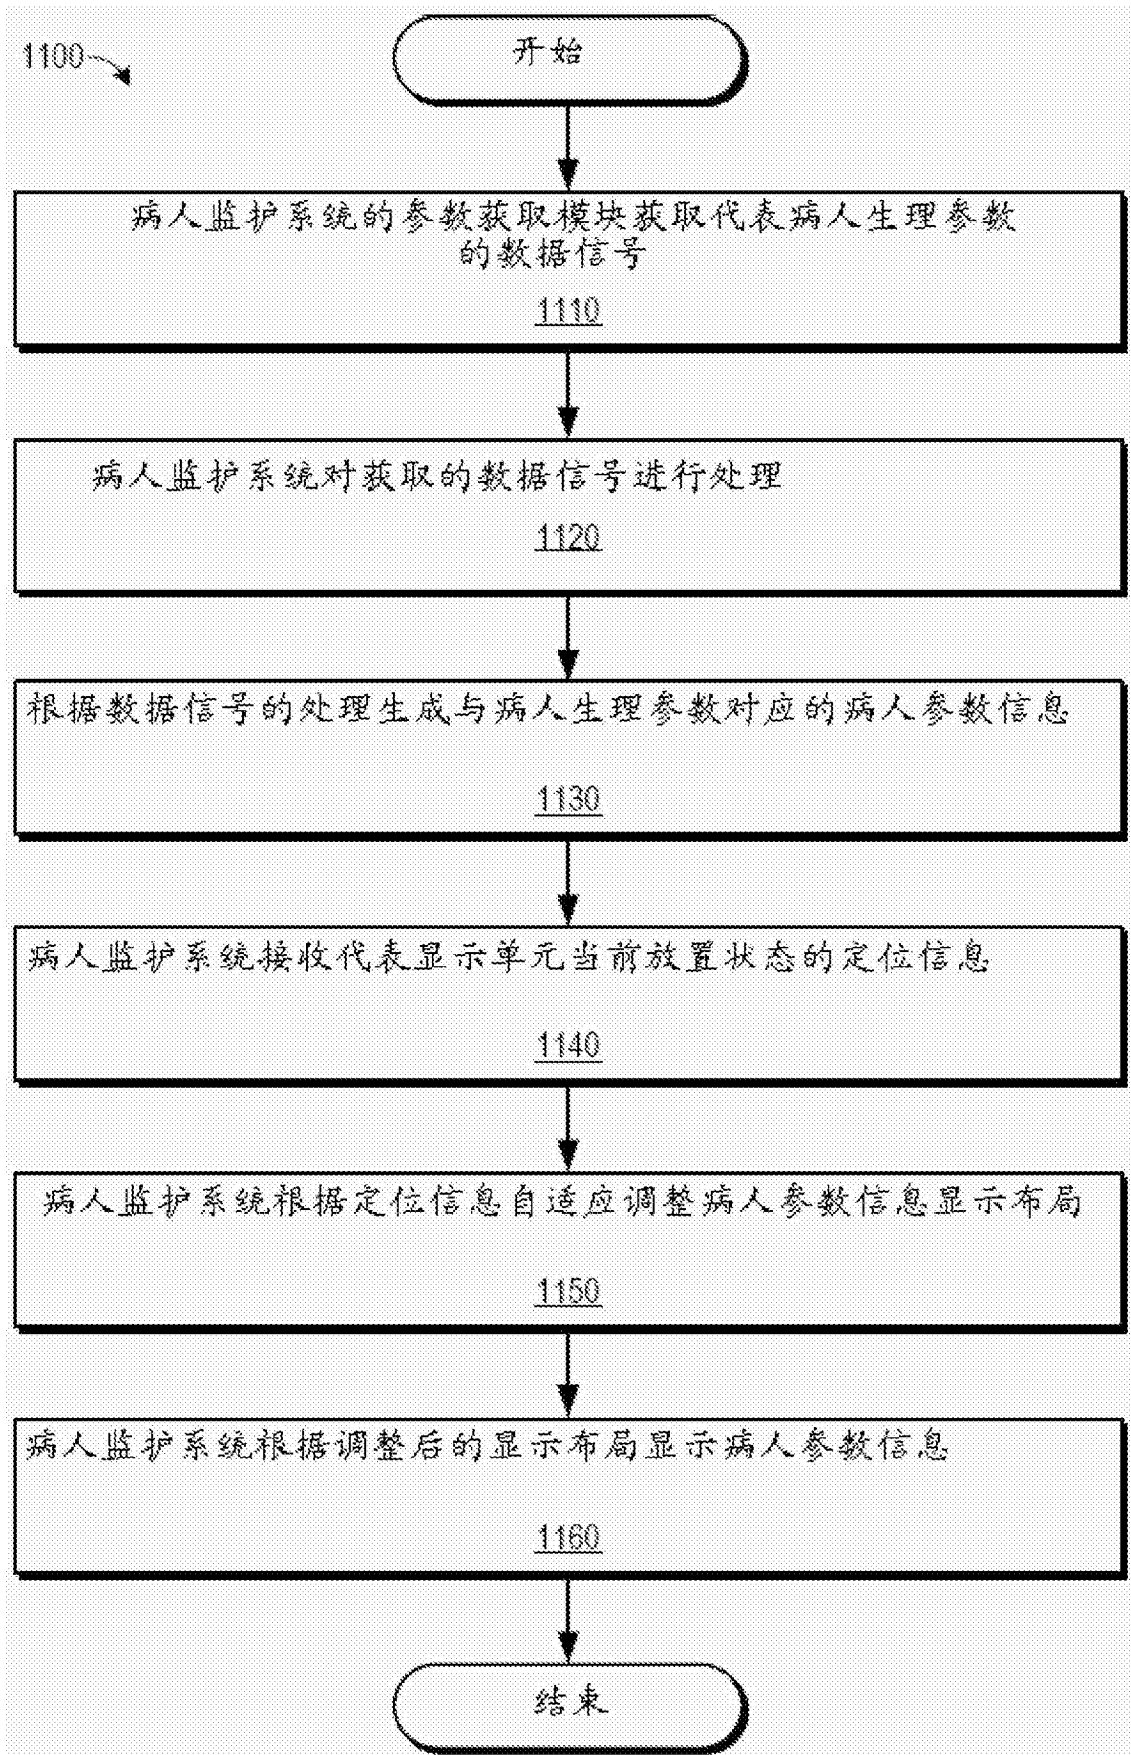 1100
开始
病人监护系统的参数获取模块获取代表病人生理参数
的数据信号
1110
病人监护系统对获取的数据信号进行处理
1120
根据数据信号的处理生成与病人生理参数对应的病人参数信息
1130
病人监护系统接收代表显示单元当前放置状态的定位信息
1140
病人监护系统根据定位信息自适应调整病人参数信息显示布局
1150
病人监护系统根据调整后的显示布局显示病人参数信息
1160
结束